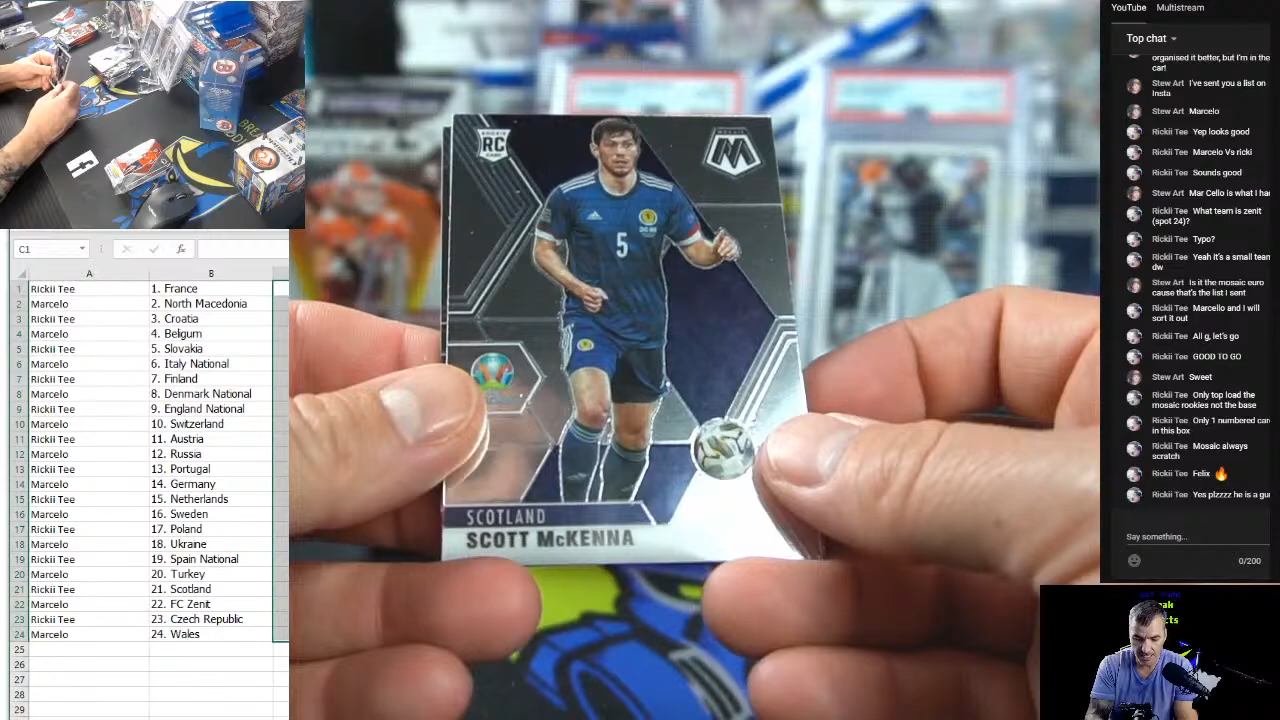 C1
fx
A B
1 Rickii Tee 1. France
2 Marcelo 2. North Macedonia
3 Rickii Tee 3. Croatia
4 Marcelo 4. Beligum
5 Rickii Tee 5. Slovakia
6 Marcelo 6. Italy National
7 Rickii Tee 7. Finland
8 Marcelo 8. Denmark National
9 Rickii Tee 9. England National
10 Marcelo 10. Switzerland
11 Rickii Tee 11. Austria
12 Marcelo 12. Russia
13 Rickii Tee 13. Portugal
14 Marcelo 14. Germany
15 Rickii Tee 15. Netherlands
16 Marcelo 16. Sweden
17 Rickii Tee 17. Poland
18 Marcelo 18. Ukraine
19 Rickii Tee 19. Spain National
20 Marcelo 20. Turkey
21 Rickii Tee 21. Scotland
22 Marcelo 22. FC Zenit
23 Rickii Tee 23. Czech Republic
24 Marcelo 24. Wales
25
26
27
28
29
RC
5
SCOTLAND
SCOTT McKENNA
YouTube Multistream
Top chat
organised it better, but I'm in the
car!
Stew Art I've sent you a list on
Insta
Stew Art Marcelo
Rickii Tee Yep looks good
Rickii Tee Marcelo Vs ricki
Rickii Tee Sounds good
Stew Art Mar Cello is what I ha
Rickii Tee What team is zenit
(spot 24)?
Rickii Tee Typo?
Rickii Tee Yeah it's a small team
dw
Stew Art Is it the mosaic euro
cause that's the list I sent
Rickii Tee Marcello and I will
sort it out
Rickii Tee All g, let's go
Rickii Tee GOOD TO GO
Stew Art Sweet
Rickii Tee Only top load the
mosaic rookies not the base
Rickii Tee Only 1 numbered car
in this box
Rickii Tee Mosaic always
scratch
Rickii Tee Felix 🔥
Rickii Tee Yes plzzzz he is a gu
Say something...
0/200